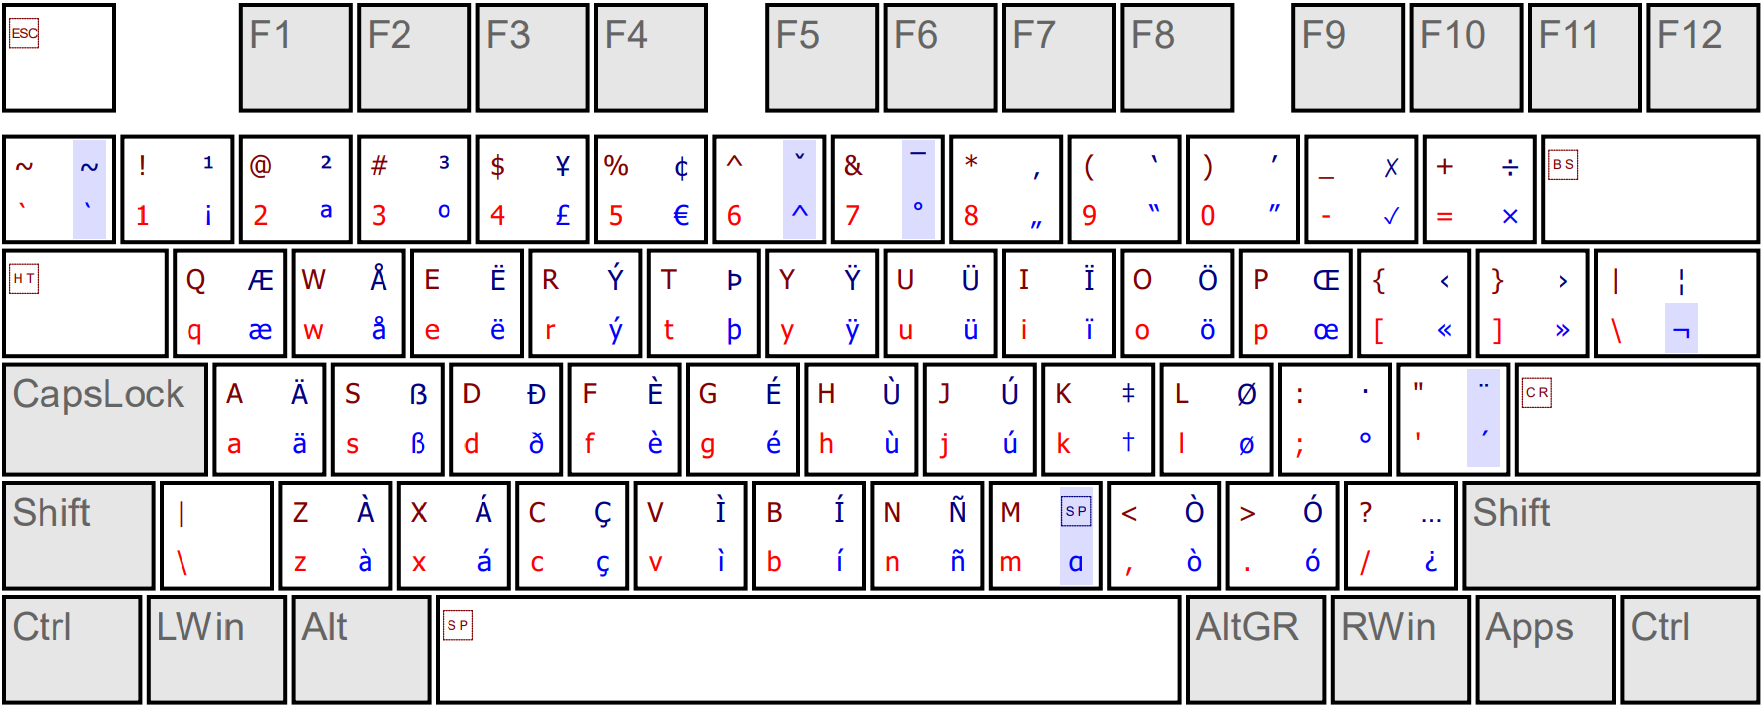 ESC F1 F2 F3 F4 F5 F6 F7 F8 F9 F10 F11 F12
~ ~ ! ¹ @ ² # ³ $ ¥ % ¢ ^ ˇ & ¯ * ‚ ( ‘ ) ’ _ ✗ + ÷ BS
` ` 1 ¡ 2 ª 3 º 4 £ 5 € 6 ^ 7 ° 8 „ 9 “ 0 ” - ✓ = ×
HT Q Æ W Å E Ë R Ý T Þ Y Ÿ U Ü I Ï O Ö P Œ { ‹ } › | ¦
q æ w å e ë r ý t þ y ÿ u ü i ï o ö p œ [ « ] » \ ¬
CapsLock A Ä S ẞ D Ð F È G É H Ù J Ú K ‡ L Ø : · " ¨ CR
a ä s ß d ð f è g é h ù j ú k † l ø ; ° ' ´
Shift | Z À X Á C Ç V Ì B Í N Ñ M SP < Ò > Ó ? … Shift
\ z à x á c ç v ì b í n ñ m ɑ , ò . ó / ¿
Ctrl LWin Alt SP AltGR RWin Apps Ctrl